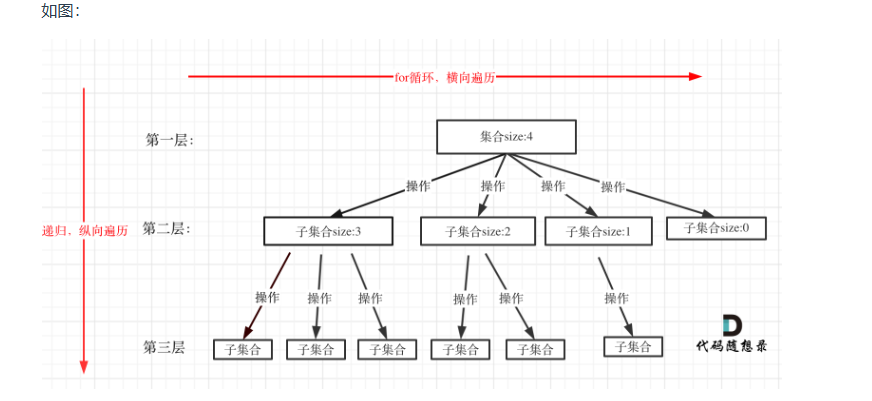 如图：
for循环，横向遍历
第一层：
集合size:4
操作 操作 操作 操作
递归，纵向遍历
第二层：
子集合size:3 子集合size:2 子集合size:1 子集合size:0
操作 操作 操作 操作 操作 操作
第三层
子集合 子集合 子集合 子集合 子集合 子集合
代码随想录